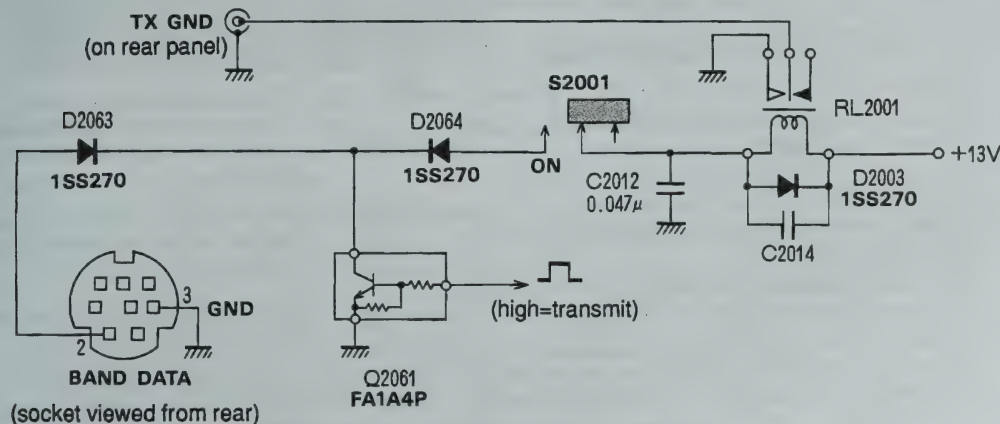 TX GND
(on rear panel)
S2001
RL2001
D2063
1SS270
D2064
1SS270
ON
C2012
0.047μ
+13V
D2003
1SS270
C2014
3
GND
2
BAND DATA
(socket viewed from rear)
(high=transmit)
Q2061
FA1A4P